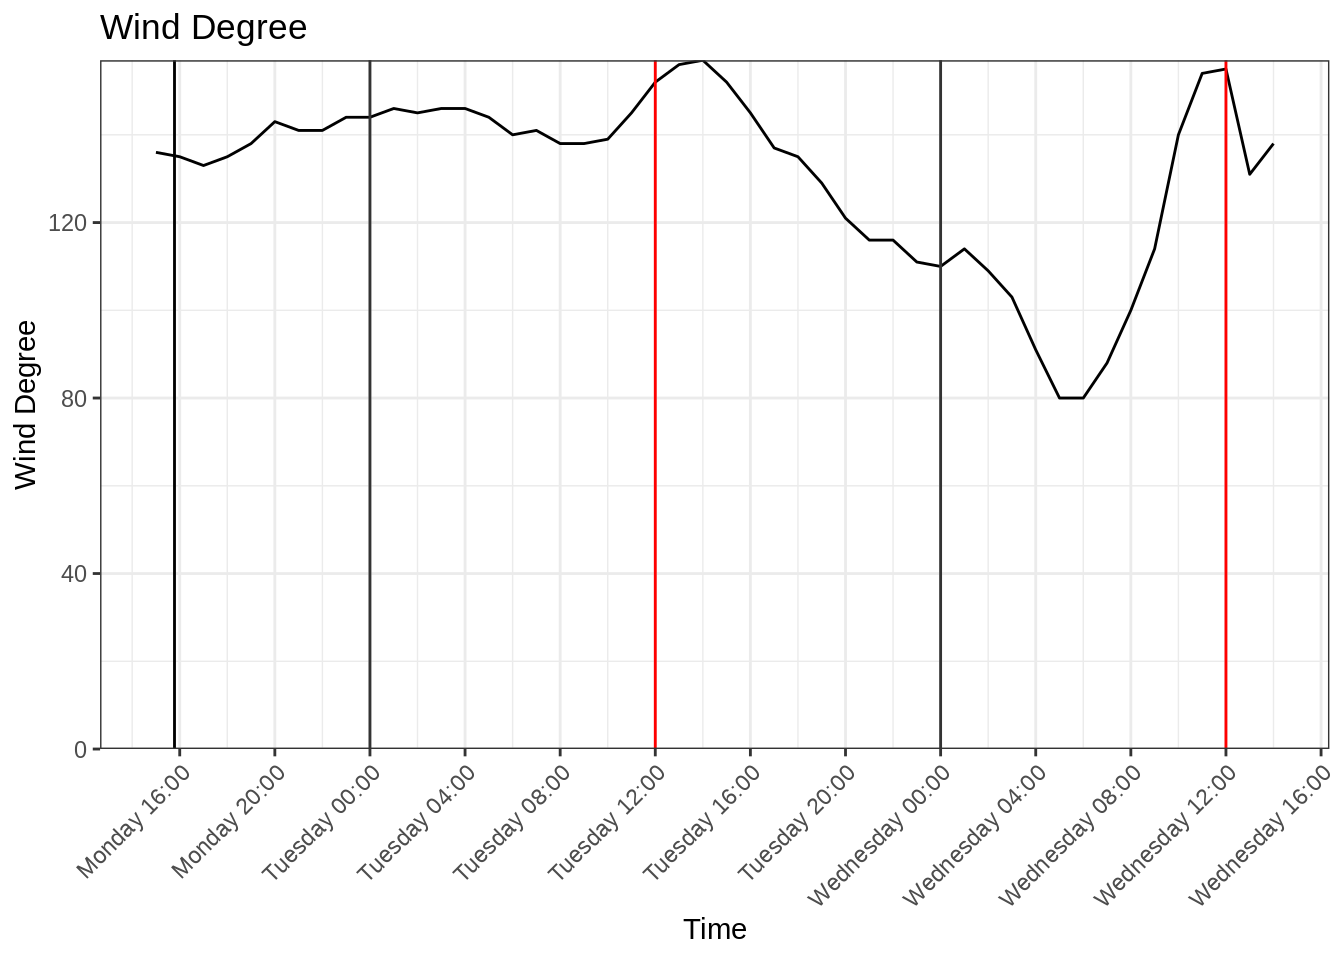 Wind Degree
Wind Degree
120
80
40
0
Monday 16:00
Monday 20:00
Tuesday 00:00
Tuesday 04:00
Tuesday 08:00
Tuesday 12:00
Tuesday 16:00
Tuesday 20:00
Wednesday 00:00
Wednesday 04:00
Wednesday 08:00
Wednesday 12:00
Wednesday 16:00
Time